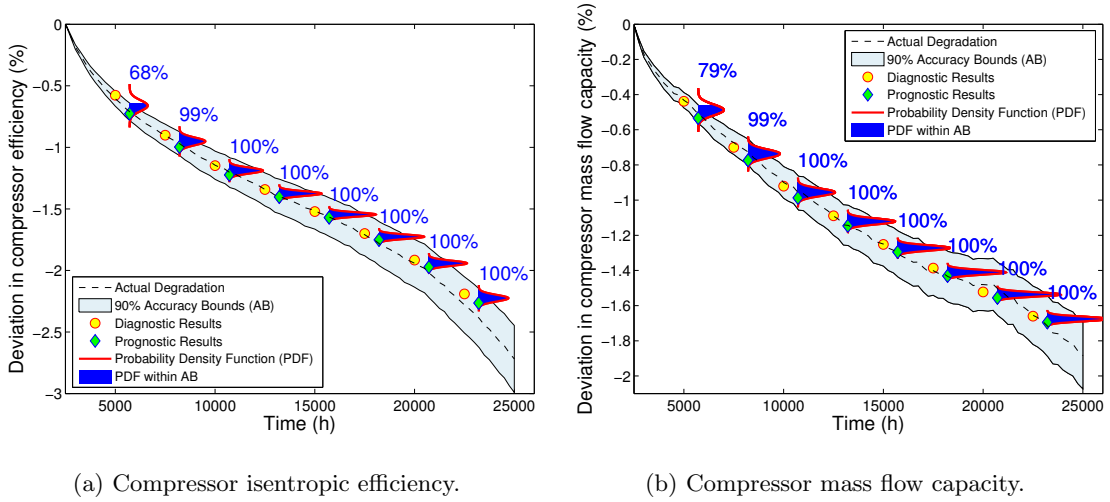 Deviation in compressor efficiency (%)
0
−0.5
−1
−1.5
−2
−2.5
−3
68%
99%
100%
100%
100%
100%
100%
100%
Actual Degradation
90% Accuracy Bounds (AB)
Diagnostic Results
Prognostic Results
Probability Density Function (PDF)
PDF within AB
5000 10000 15000 20000 25000
Time (h)
(a) Compressor isentropic efficiency.
Deviation in compressor mass flow capacity (%)
0
−0.2
−0.4
−0.6
−0.8
−1
−1.2
−1.4
−1.6
−1.8
−2
Actual Degradation
90% Accuracy Bounds (AB)
Diagnostic Results
Prognostic Results
Probability Density Function (PDF)
PDF within AB
79%
99%
100%
100%
100%
100%
100%
100%
5000 10000 15000 20000 25000
Time (h)
(b) Compressor mass flow capacity.